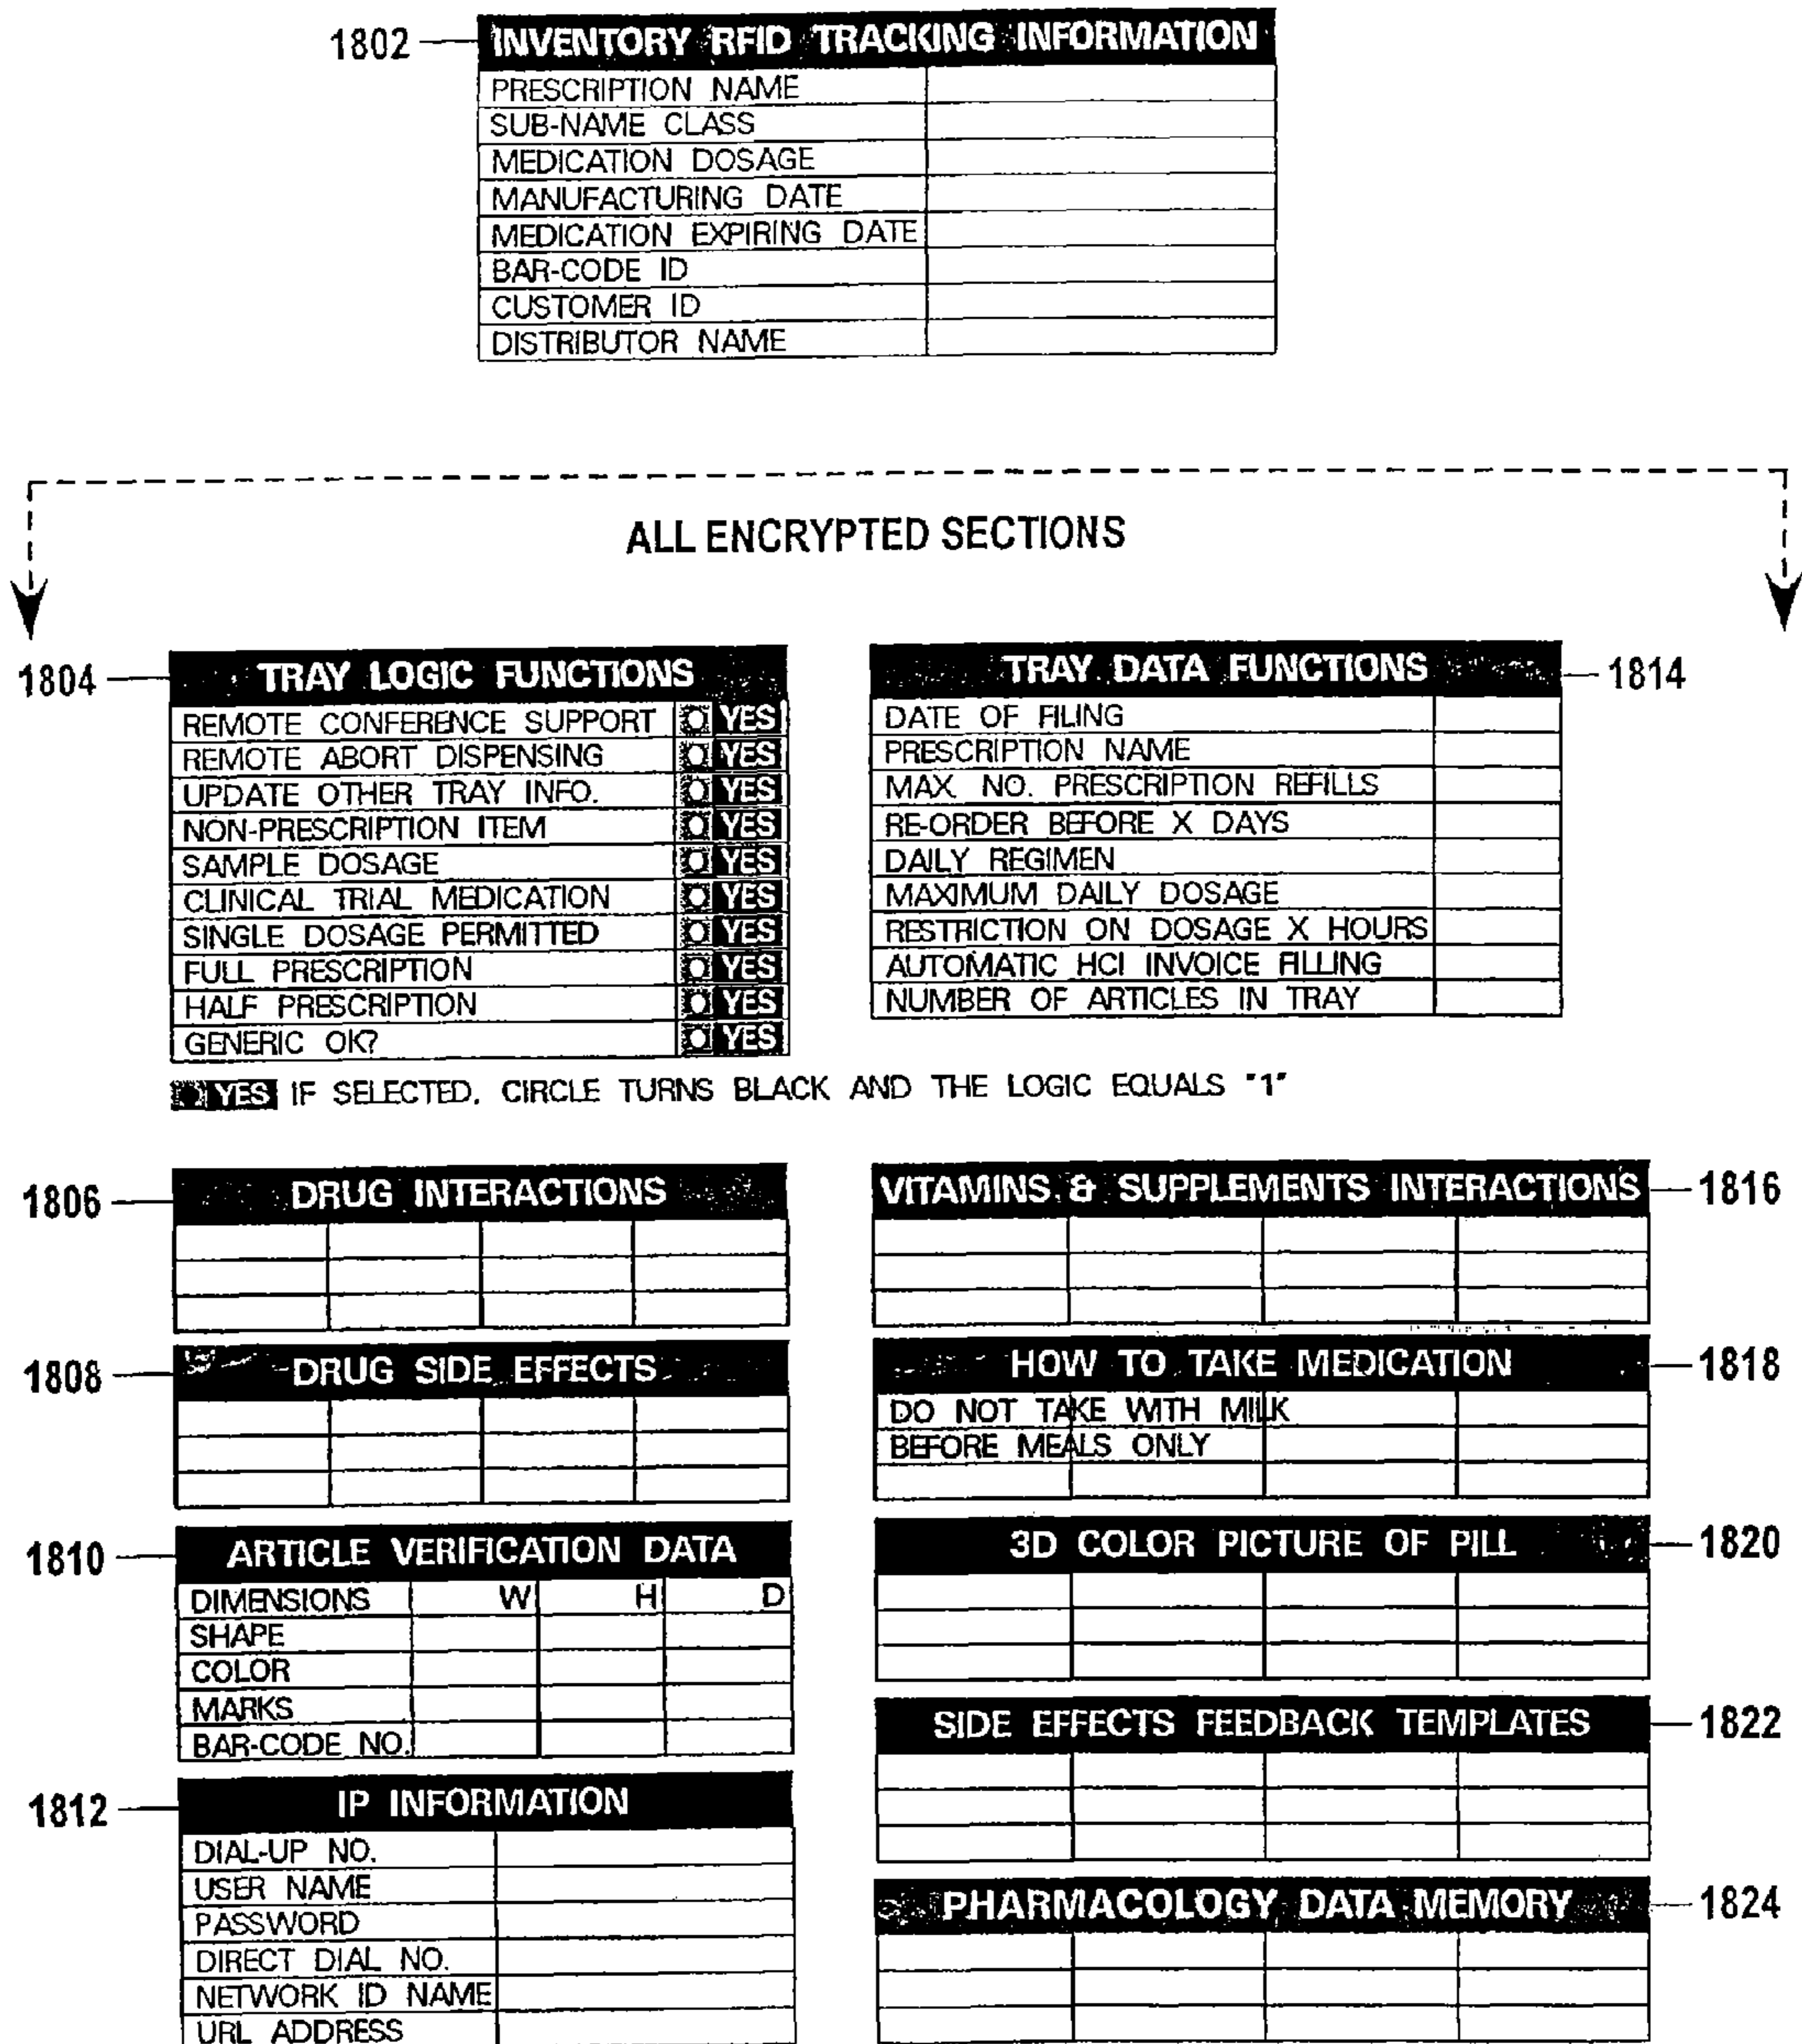 1802 INVENTORY RFID TRACKING INFORMATION
PRESCRIPTION NAME
SUB-NAME CLASS
MEDICATION DOSAGE
MANUFACTURING DATE
MEDICATION EXPIRING DATE
BAR-CODE ID
CUSTOMER ID
DISTRIBUTOR NAME
ALL ENCRYPTED SECTIONS
1804 TRAY LOGIC FUNCTIONS
REMOTE CONFERENCE SUPPORT YES
REMOTE ABORT DISPENSING YES
UPDATE OTHER TRAY INFO. YES
NON-PRESCRIPTION ITEM YES
SAMPLE DOSAGE YES
CLINICAL TRIAL MEDICATION YES
SINGLE DOSAGE PERMITTED YES
FULL PRESCRIPTION YES
HALF PRESCRIPTION YES
GENERIC OK? YES
TRAY DATA FUNCTIONS 1814
DATE OF FILING
PRESCRIPTION NAME
MAX. NO. PRESCRIPTION REFILLS
RE-ORDER BEFORE X DAYS
DAILY REGIMEN
MAXIMUM DAILY DOSAGE
RESTRICTION ON DOSAGE X HOURS
AUTOMATIC HCI INVOICE FILLING
NUMBER OF ARTICLES IN TRAY
YES IF SELECTED. CIRCLE TURNS BLACK AND THE LOGIC EQUALS "1"
1806 DRUG INTERACTIONS
1808 DRUG SIDE EFFECTS
1810 ARTICLE VERIFICATION DATA
DIMENSIONS W H D
SHAPE
COLOR
MARKS
BAR-CODE NO.
1812 IP INFORMATION
DIAL-UP NO.
USER NAME
PASSWORD
DIRECT DIAL NO.
NETWORK ID NAME
URL ADDRESS
VITAMINS & SUPPLEMENTS INTERACTIONS 1816
HOW TO TAKE MEDICATION 1818
DO NOT TAKE WITH MILK
BEFORE MEALS ONLY
3D COLOR PICTURE OF PILL 1820
SIDE EFFECTS FEEDBACK TEMPLATES 1822
PHARMACOLOGY DATA MEMORY 1824